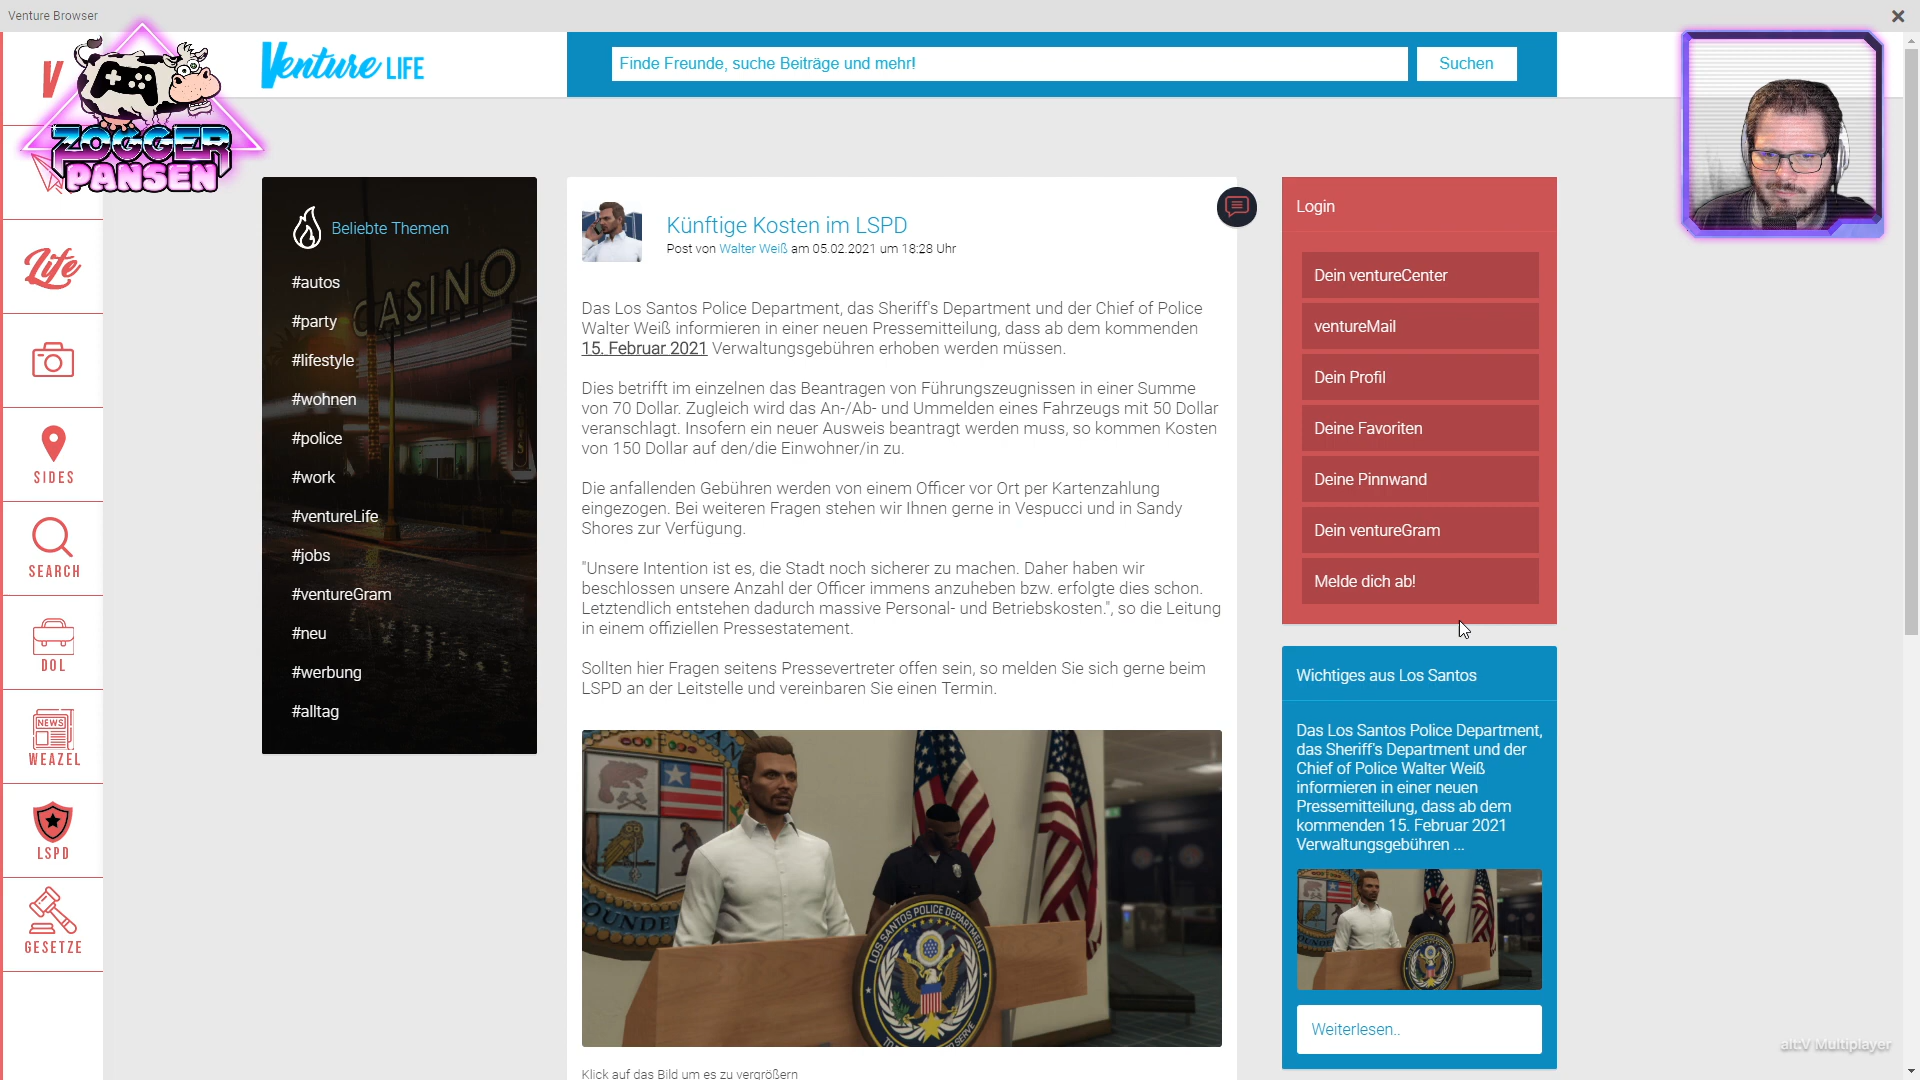 Venture Browser
V
ZOGGER
PANSEN
Venture LIFE
Finde Freunde, suche Beiträge und mehr!
Suchen
Life
SIDES
SEARCH
DOL
NEWS
WEAZEL
LSPD
GESETZE
Beliebte Themen
#autos
#party
#lifestyle
#wohnen
#police
#work
#ventureLife
#jobs
#ventureGram
#neu
#werbung
#alltag
CASINO
Künftige Kosten im LSPD
Post von Walter Weiß am 05.02.2021 um 18:28 Uhr
Das Los Santos Police Department, das Sheriff's Department und der Chief of Police
Walter Weiß informieren in einer neuen Pressemitteilung, dass ab dem kommenden
15. Februar 2021 Verwaltungsgebühren erhoben werden müssen.
Dies betrifft im einzelnen das Beantragen von Führungszeugnissen in einer Summe
von 70 Dollar. Zugleich wird das An-/Ab- und Ummelden eines Fahrzeugs mit 50 Dollar
veranschlagt. Insofern ein neuer Ausweis beantragt werden muss, so kommen Kosten
von 150 Dollar auf den/die Einwohner/in zu.
Die anfallenden Gebühren werden von einem Officer vor Ort per Kartenzahlung
eingezogen. Bei weiteren Fragen stehen wir Ihnen gerne in Vespucci und in Sandy
Shores zur Verfügung.
"Unsere Intention ist es, die Stadt noch sicherer zu machen. Daher haben wir
beschlossen unsere Anzahl der Officer immens anzuheben bzw. erfolgte dies schon.
Letztendlich entstehen dadurch massive Personal- und Betriebskosten.", so die Leitung
in einem offiziellen Pressestatement.
Sollten hier Fragen seitens Pressevertreter offen sein, so melden Sie sich gerne beim
LSPD an der Leitstelle und vereinbaren Sie einen Termin.
LOS SANTOS POLICE DEPARTMENT
Klick auf das Bild um es zu vergrößern
Login
Dein ventureCenter
ventureMail
Dein Profil
Deine Favoriten
Deine Pinnwand
Dein ventureGram
Melde dich ab!
Wichtiges aus Los Santos
Das Los Santos Police Department,
das Sheriff's Department und der
Chief of Police Walter Weiß
informieren in einer neuen
Pressemitteilung, dass ab dem
kommenden 15. Februar 2021
Verwaltungsgebühren ...
Weiterlesen..
alt:V Multiplayer